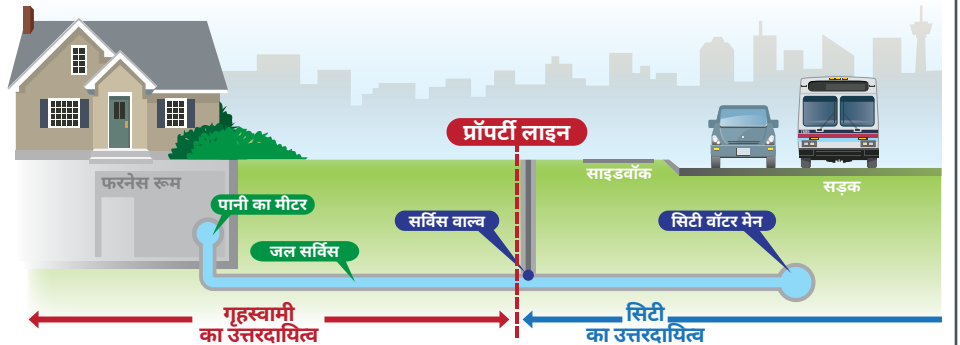 प्रॉपर्टी लाइन
साइडवॉक
सड़क
फरनेस रूम
पानी का मीटर
सर्विस वाल्व
सिटी वॉटर मेन
जल सर्विस
गृहस्वामी
का उत्तरदायित्व
सिटी
का उत्तरदायित्व